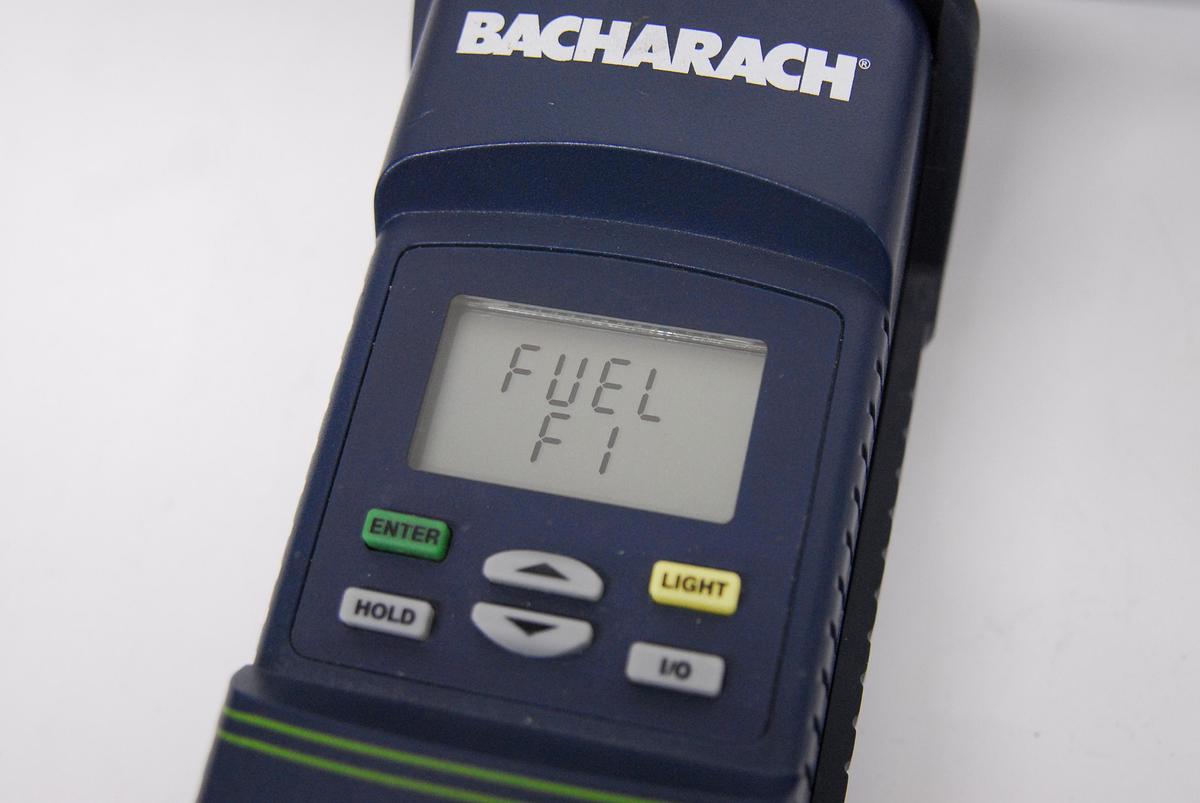 BACHARACH®
FUEL
F1
ENTER
LIGHT
HOLD
I/O